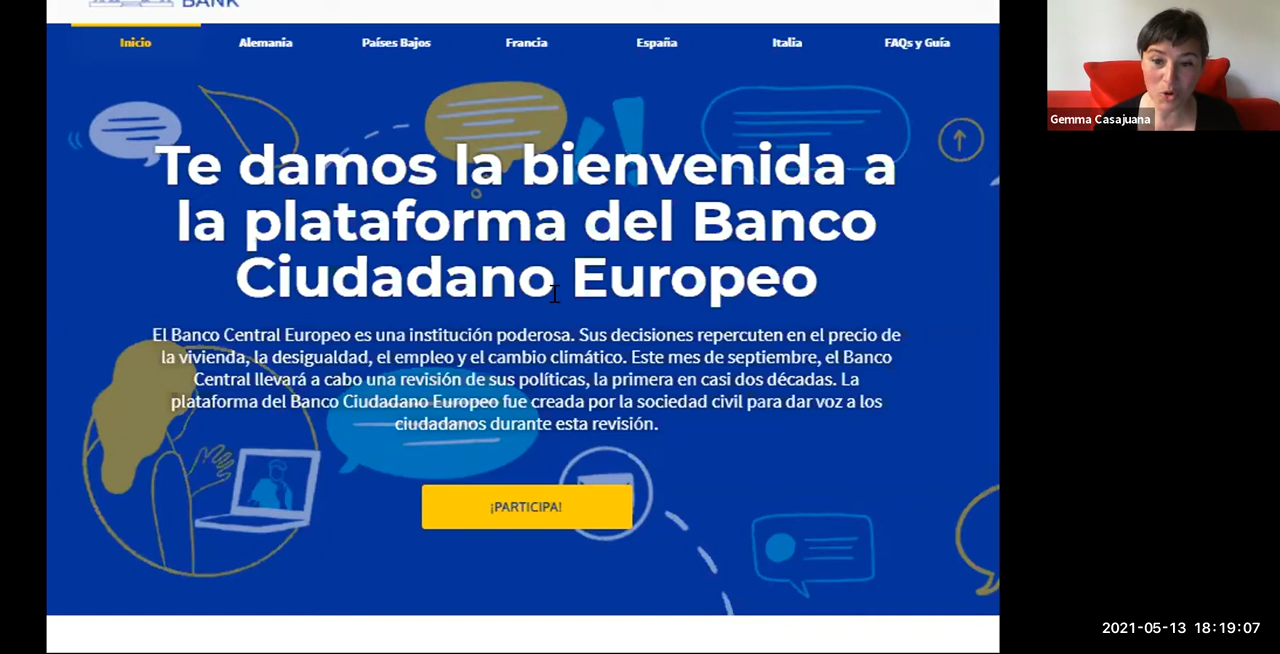 BANK
Inicio
Alemania
Países Bajos
Francia
España
Italia
FAQs y Guía
Te damos la bienvenida a
la plataforma del Banco
Ciudadano Europeo
El Banco Central Europeo es una institución poderosa. Sus decisiones repercuten en el precio de
la vivienda, la desigualdad, el empleo y el cambio climático. Este mes de septiembre, el Banco
Central llevará a cabo una revisión de sus políticas, la primera en casi dos décadas. La
plataforma del Banco Ciudadano Europeo fue creada por la sociedad civil para dar voz a los
ciudadanos durante esta revisión.
¡PARTICIPA!
Gemma Casajuana
2021-05-13 18:19:07